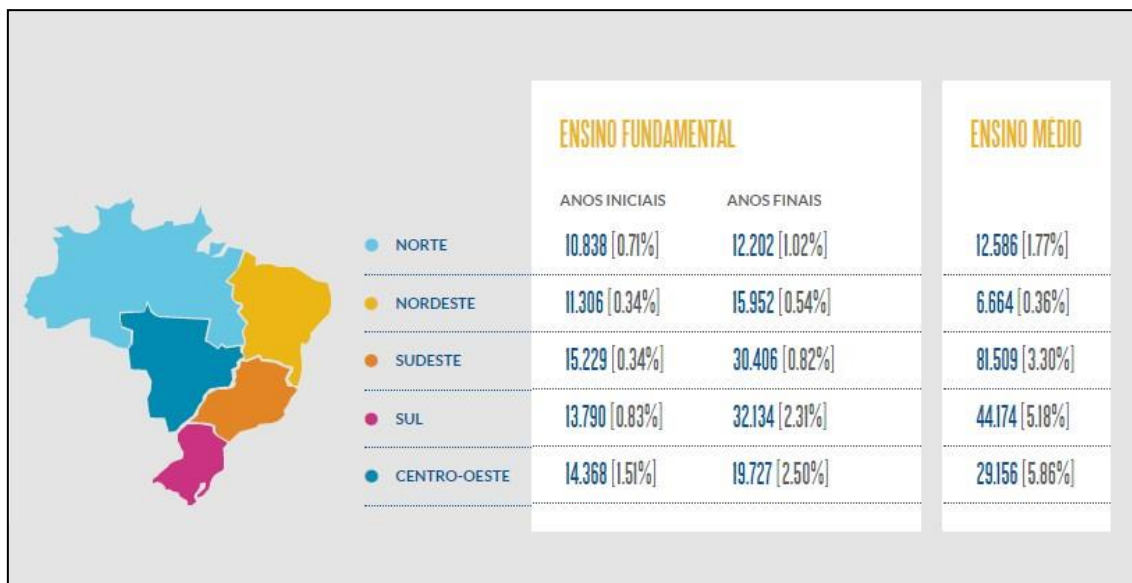 ENSINO FUNDAMENTAL
ENSINO MÉDIO
ANOS INICIAIS ANOS FINAIS
NORTE 10.838 [0.71%] 12.202 [1.02%] 12.586 [1.77%]
NORDESTE 11.306 [0.34%] 15.952 [0.54%] 6.664 [0.36%]
SUDESTE 15.229 [0.34%] 30.406 [0.82%] 81.509 [3.30%]
SUL 13.790 [0.83%] 32.134 [2.31%] 44.174 [5.18%]
CENTRO-OESTE 14.368 [1.51%] 19.727 [2.50%] 29.156 [5.86%]